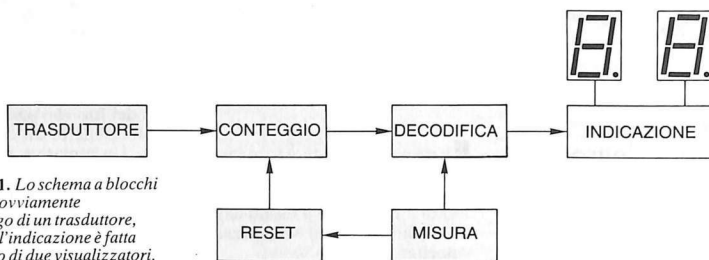 TRASDUTTORE
CONTEGGIO
DECODIFICA
INDICAZIONE
RESET
MISURA
1. Lo schema a blocchi
ovviamente
go di un trasduttore,
l'indicazione è fatta
o di due visualizzatori.